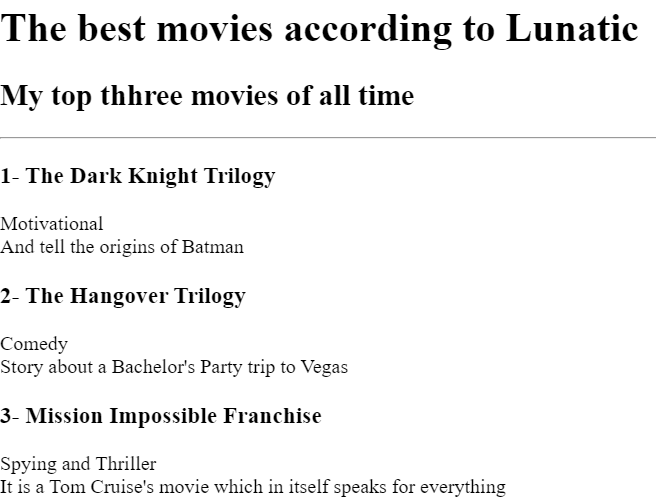 The best movies according to Lunatic
My top thhree movies of all time
1- The Dark Knight Trilogy
Motivational
And tell the origins of Batman
2- The Hangover Trilogy
Comedy
Story about a Bachelor's Party trip to Vegas
3- Mission Impossible Franchise
Spying and Thriller
It is a Tom Cruise's movie which in itself speaks for everything